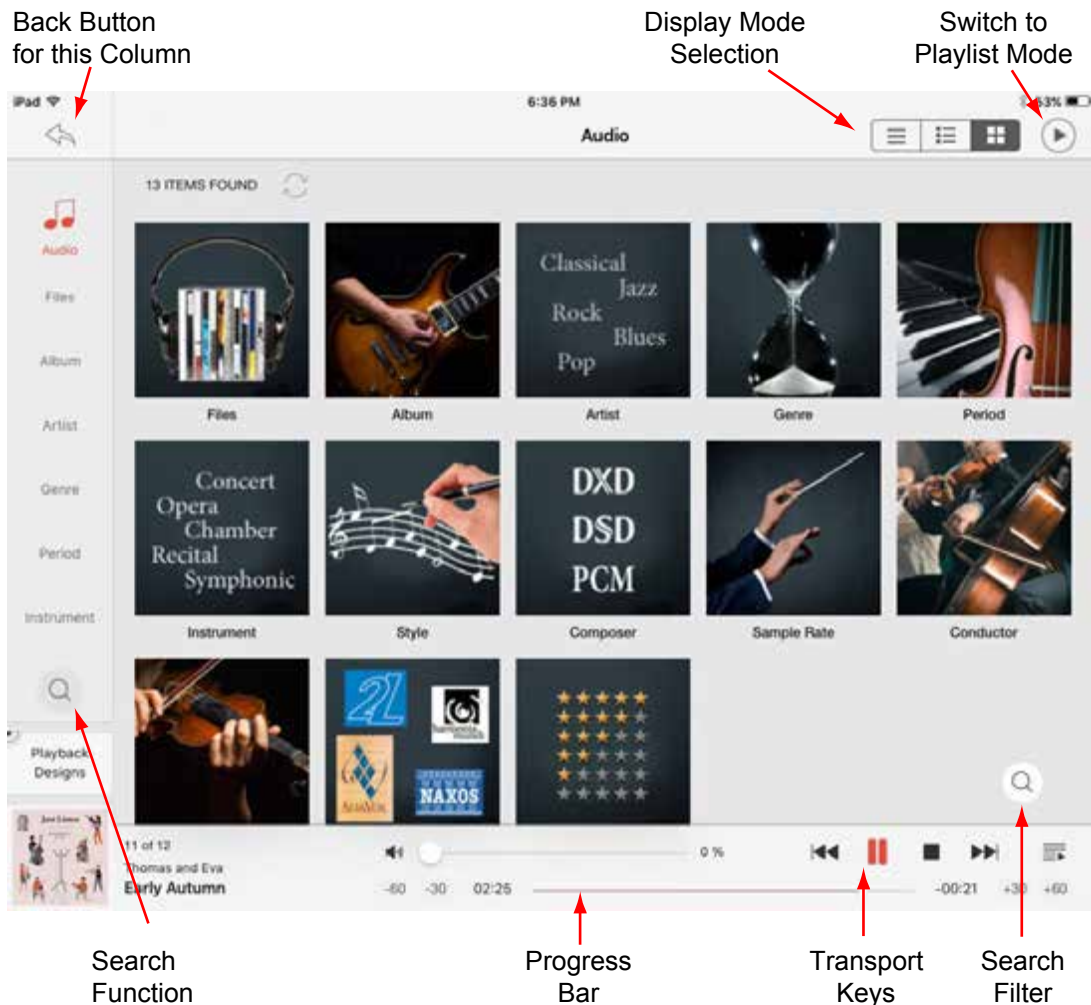 Back Button
for this Column
Display Mode
Selection
Switch to
Playlist Mode
iPad
6:36 PM
53%
Audio
13 ITEMS FOUND
Audio
Files
Album
Artist
Genre
Period
Instrument
Playback
Designs
Classical
Jazz
Rock
Blues
Pop
Files
Album
Artist
Genre
Period
Concert
Opera
Chamber
Recital
Symphonic
DXD
DSD
PCM
Instrument
Style
Composer
Sample Rate
Conductor
2L
harmonia
mundi
NAXOS
11 of 12
Thomas and Eva
Early Autumn
0 %
-60
-30
02:25
-00:21
+30
+60
Search
Function
Progress
Bar
Transport
Keys
Search
Filter